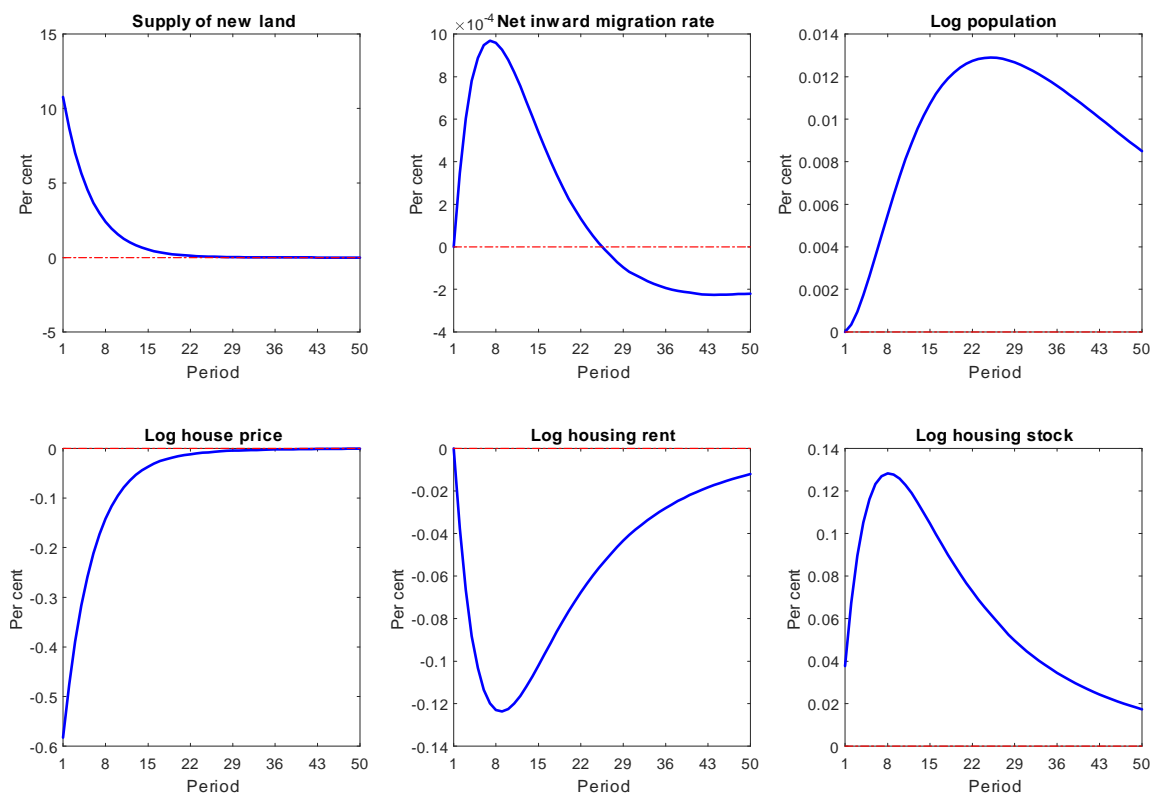 Supply of new land
Per cent
15
10
5
0
-5
1 8 15 22 29 36 43 50
Period
Net inward migration rate
×10⁻⁴
Per cent
10
8
6
4
2
0
-2
-4
1 8 15 22 29 36 43 50
Period
Log population
Per cent
0.014
0.012
0.01
0.008
0.006
0.004
0.002
0
1 8 15 22 29 36 43 50
Period
Log house price
Per cent
0
-0.1
-0.2
-0.3
-0.4
-0.5
-0.6
1 8 15 22 29 36 43 50
Period
Log housing rent
Per cent
0
-0.02
-0.04
-0.06
-0.08
-0.1
-0.12
-0.14
1 8 15 22 29 36 43 50
Period
Log housing stock
Per cent
0.14
0.12
0.1
0.08
0.06
0.04
0.02
0
1 8 15 22 29 36 43 50
Period